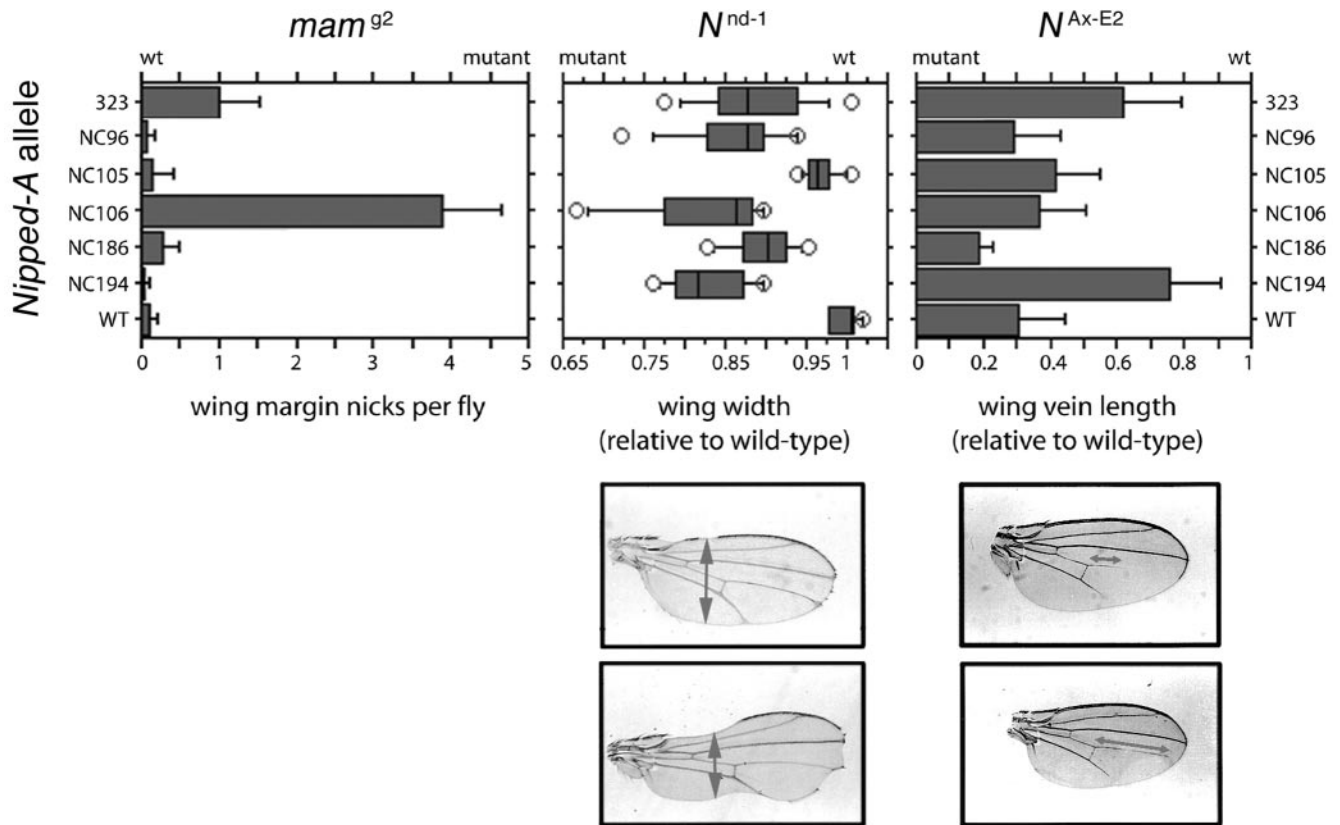 mam g2
N nd-1
N Ax-E2
wt mutant
mutant wt
mutant wt
Nipped-A allele
323
NC96
NC105
NC106
NC186
NC194
WT
323
NC96
NC105
NC106
NC186
NC194
WT
0 1 2 3 4 5
0.65 0.75 0.85 0.95 1
0 0.2 0.4 0.6 0.8 1
wing margin nicks per fly
wing width
(relative to wild-type)
wing vein length
(relative to wild-type)